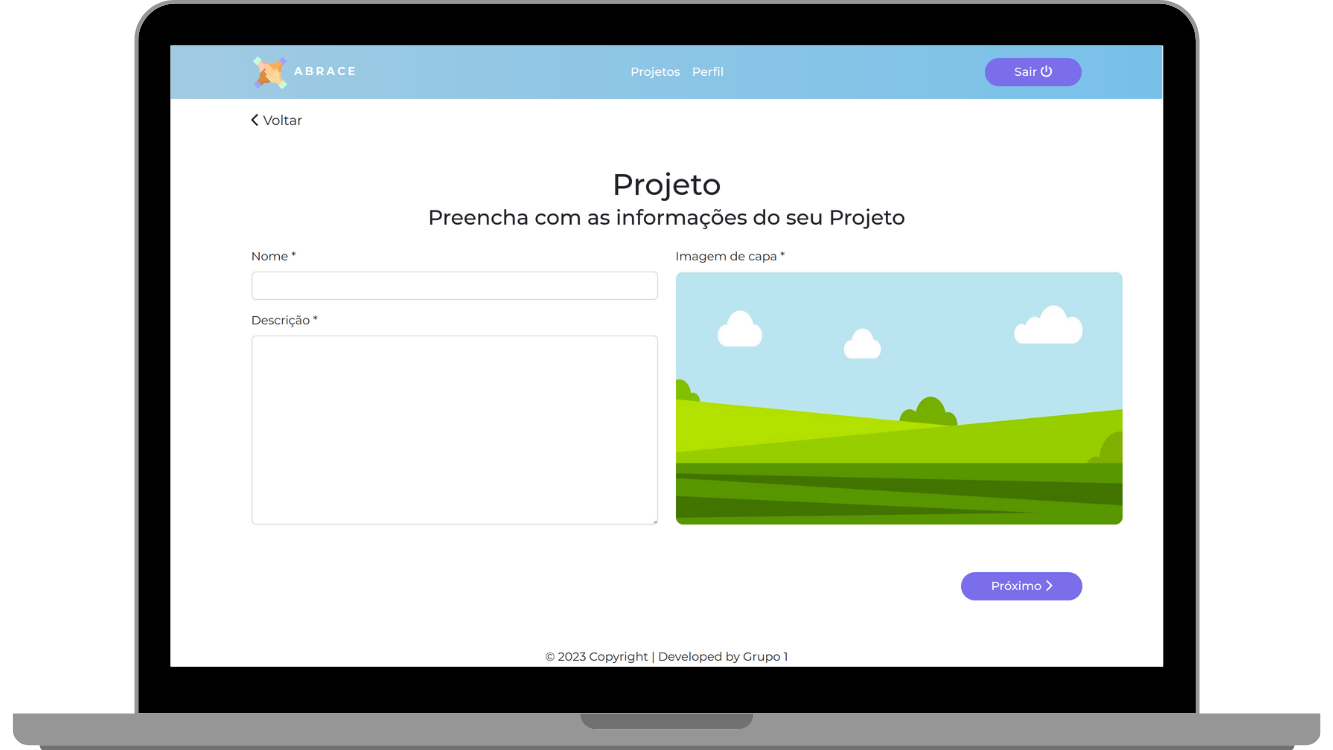 ABRACE
Projetos Perfil
Sair
Voltar
Projeto
Preencha com as informações do seu Projeto
Nome *
Imagem de capa *
Descrição *
Próximo
© 2023 Copyright | Developed by Grupo 1